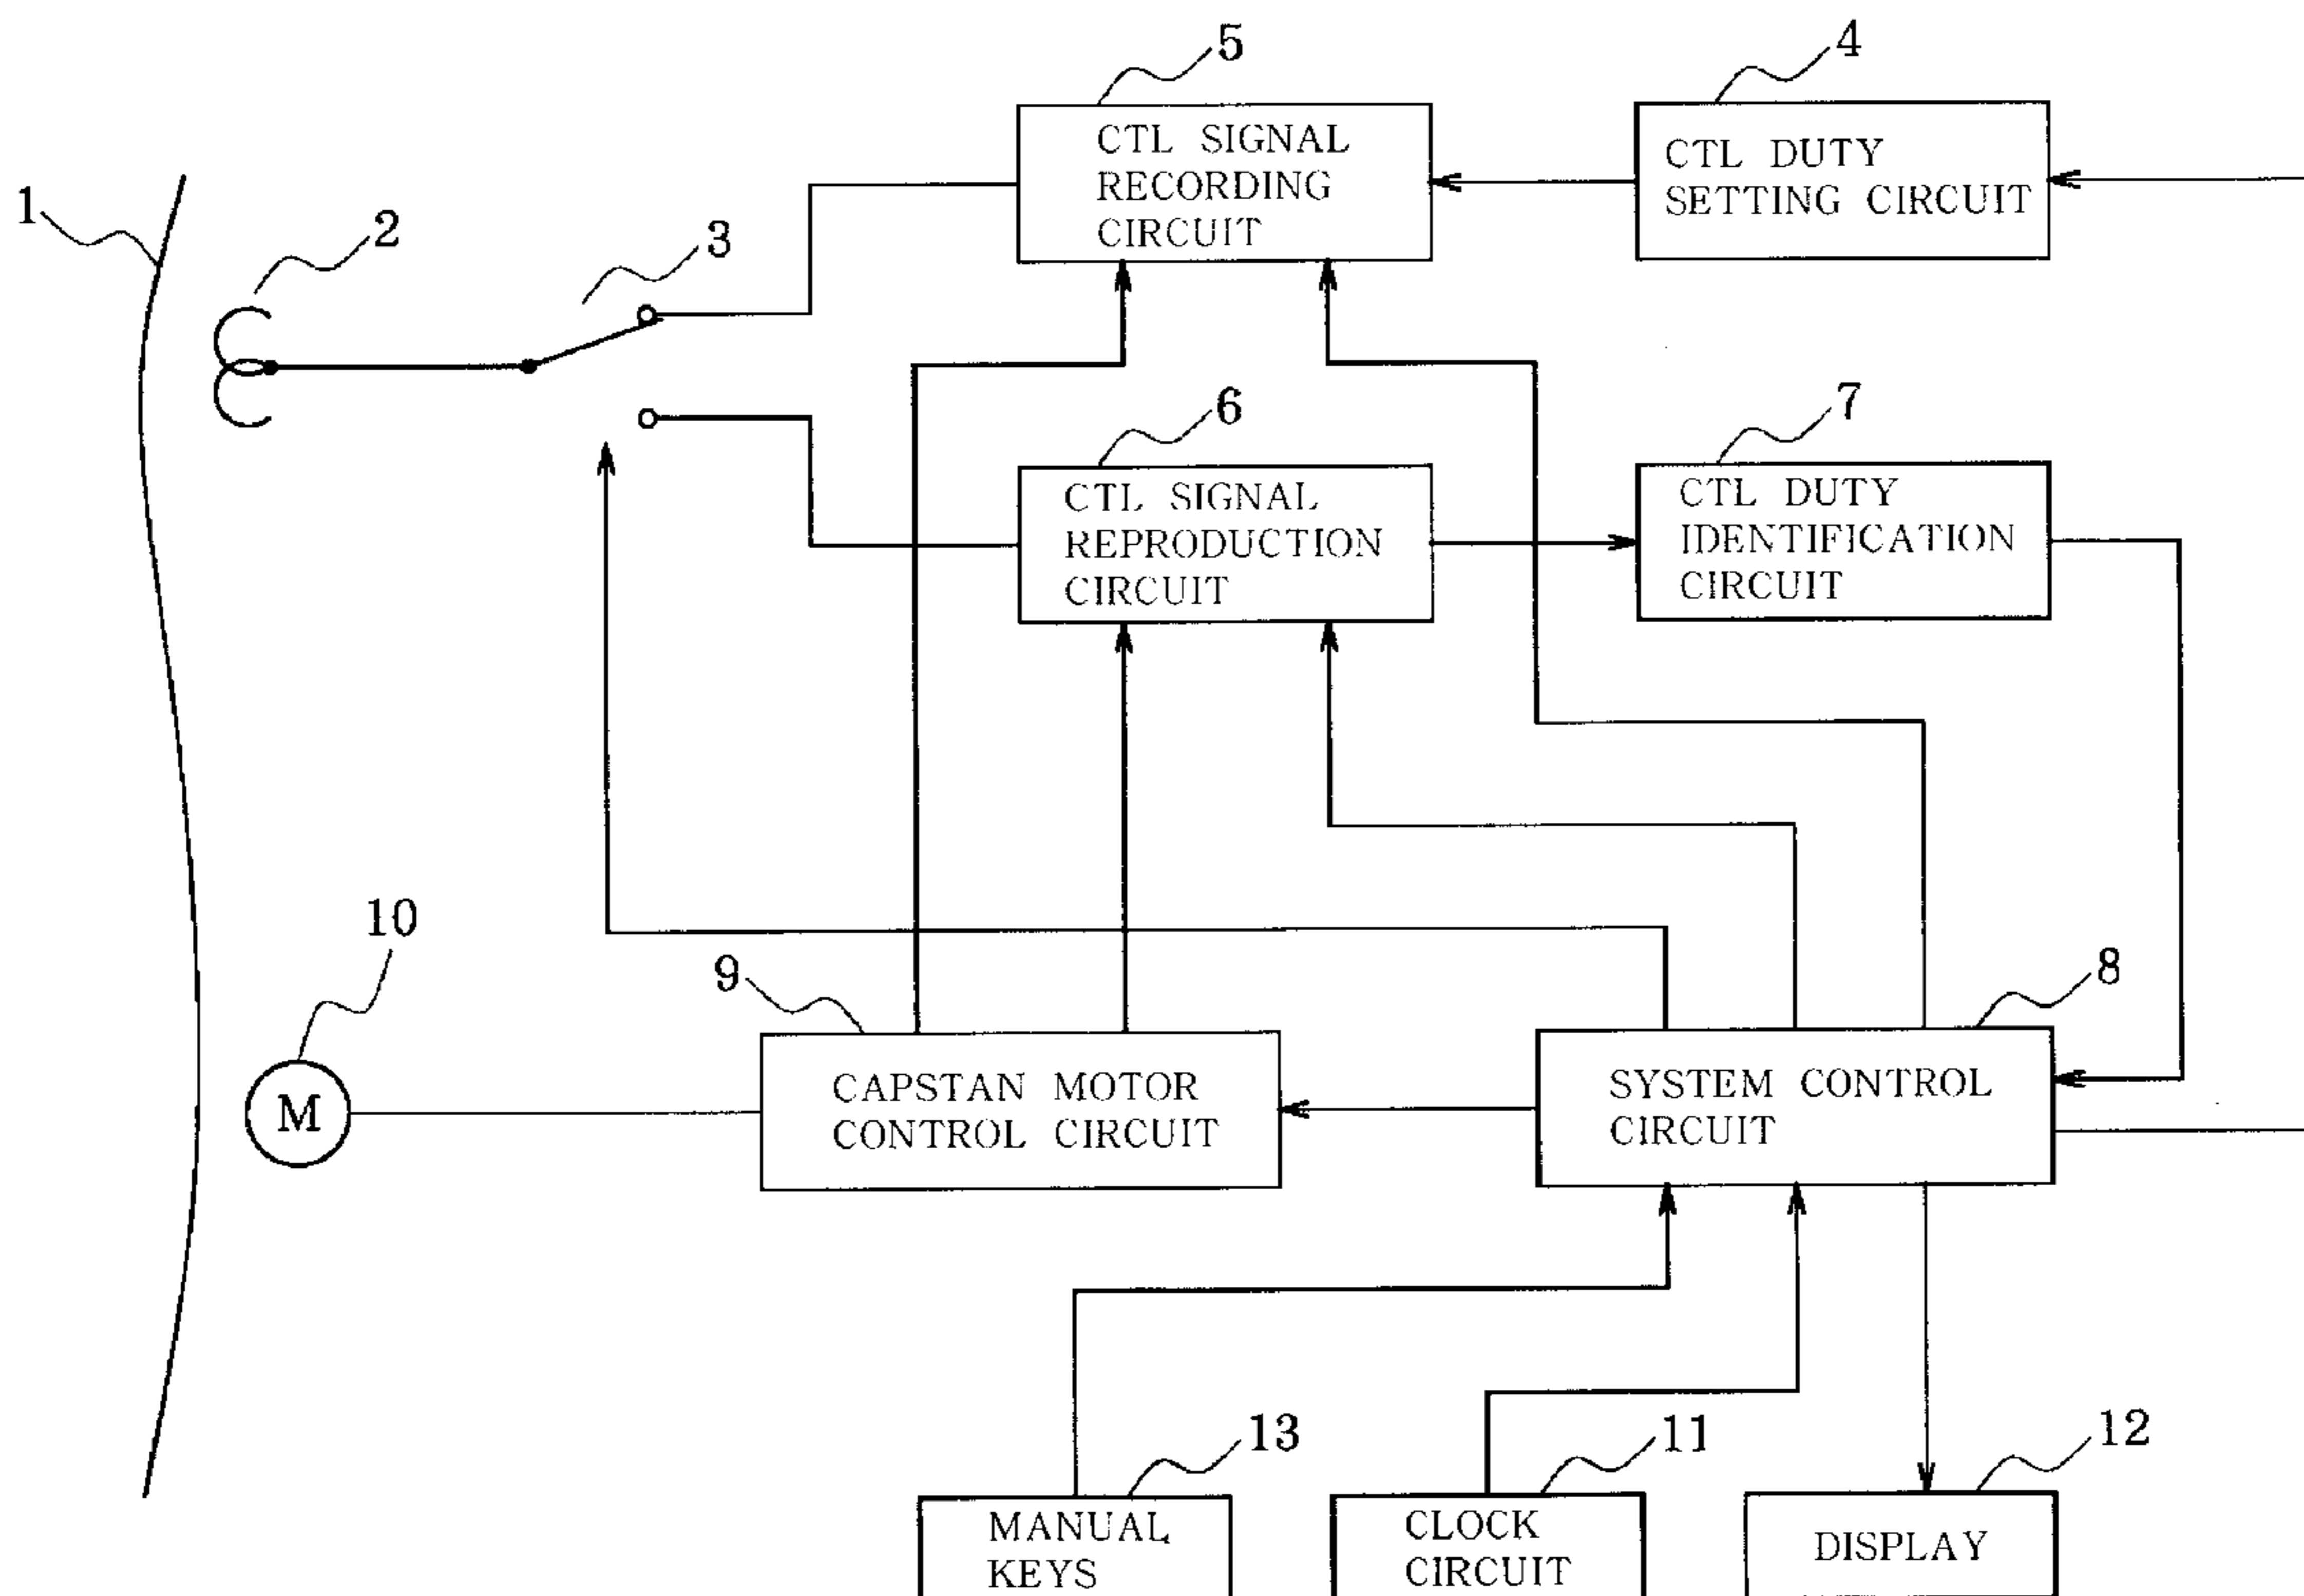 5
4
CTL SIGNAL
RECORDING
CIRCUIT
CTL DUTY
SETTING CIRCUIT
1
2
3
6
7
CTL SIGNAL
REPRODUCTION
CIRCUIT
CTL DUTY
IDENTIFICATION
CIRCUIT
10
9
8
M
CAPSTAN MOTOR
CONTROL CIRCUIT
SYSTEM CONTROL
CIRCUIT
13
11
12
MANUAL
KEYS
CLOCK
CIRCUIT
DISPLAY